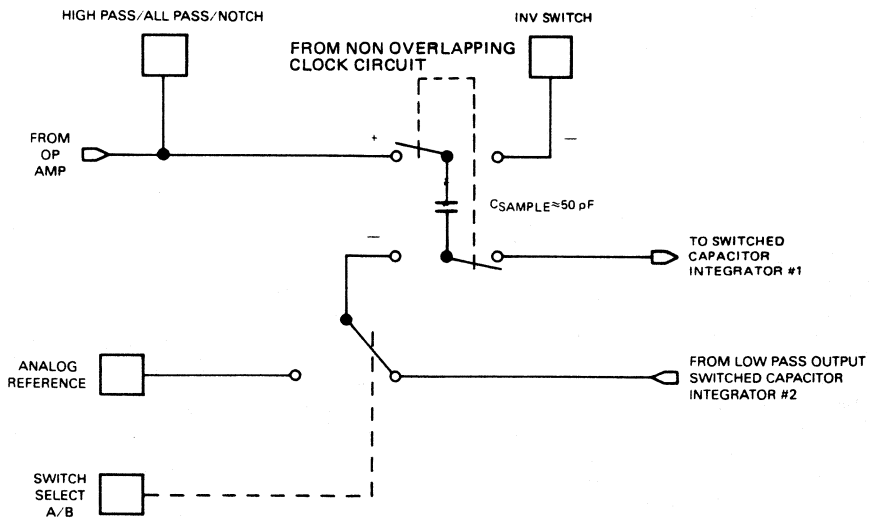 HIGH PASS/ALL PASS/NOTCH
INV SWITCH
FROM NON OVERLAPPING
CLOCK CIRCUIT
+
−
FROM
OP
AMP
CSAMPLE≈50 pF
−
TO SWITCHED
CAPACITOR
INTEGRATOR #1
ANALOG
REFERENCE
FROM LOW PASS OUTPUT
SWITCHED CAPACITOR
INTEGRATOR #2
SWITCH
SELECT
A/B